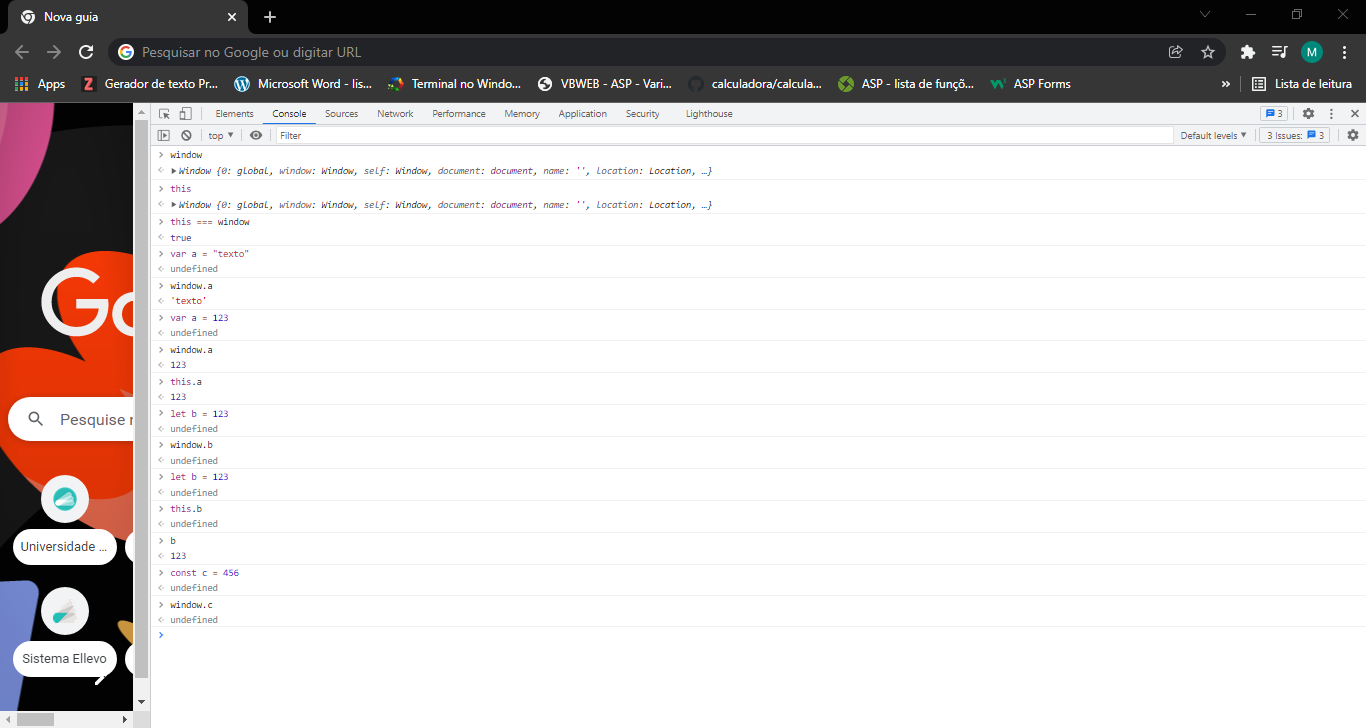 Nova guia
Pesquisar no Google ou digitar URL
M
Apps
Gerador de texto Pr...
Microsoft Word - lis...
Terminal no Windo...
VBWEB - ASP - Vari...
calculadora/calcula...
ASP - lista de funçõ...
ASP Forms
»
Lista de leitura
Elements Console Sources Network Performance Memory Application Security Lighthouse 3
top Filter Default levels 3 Issues: 3
window
Window {0: global, window: Window, self: Window, document: document, name: '', location: Location, …}
this
Window {0: global, window: Window, self: Window, document: document, name: '', location: Location, …}
this === window
true
var a = "texto"
undefined
window.a
'texto'
var a = 123
undefined
window.a
123
this.a
123
let b = 123
undefined
window.b
undefined
let b = 123
undefined
this.b
undefined
b
123
const c = 456
undefined
window.c
undefined
Go
Pesquise
Universidade ...
Sistema Ellevo